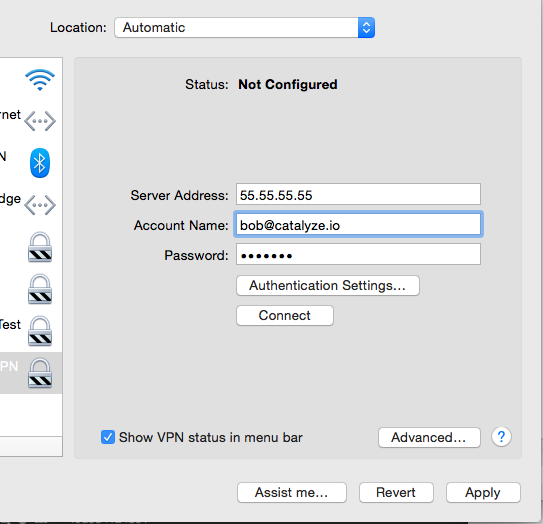 Location: Automatic
Status: Not Configured
net
N
dge
Server Address: 55.55.55.55
Account Name: bob@catalyze.io
Password: •••••••
Authentication Settings...
Connect
Test
PN
Show VPN status in menu bar
Advanced...
?
Assist me...
Revert
Apply